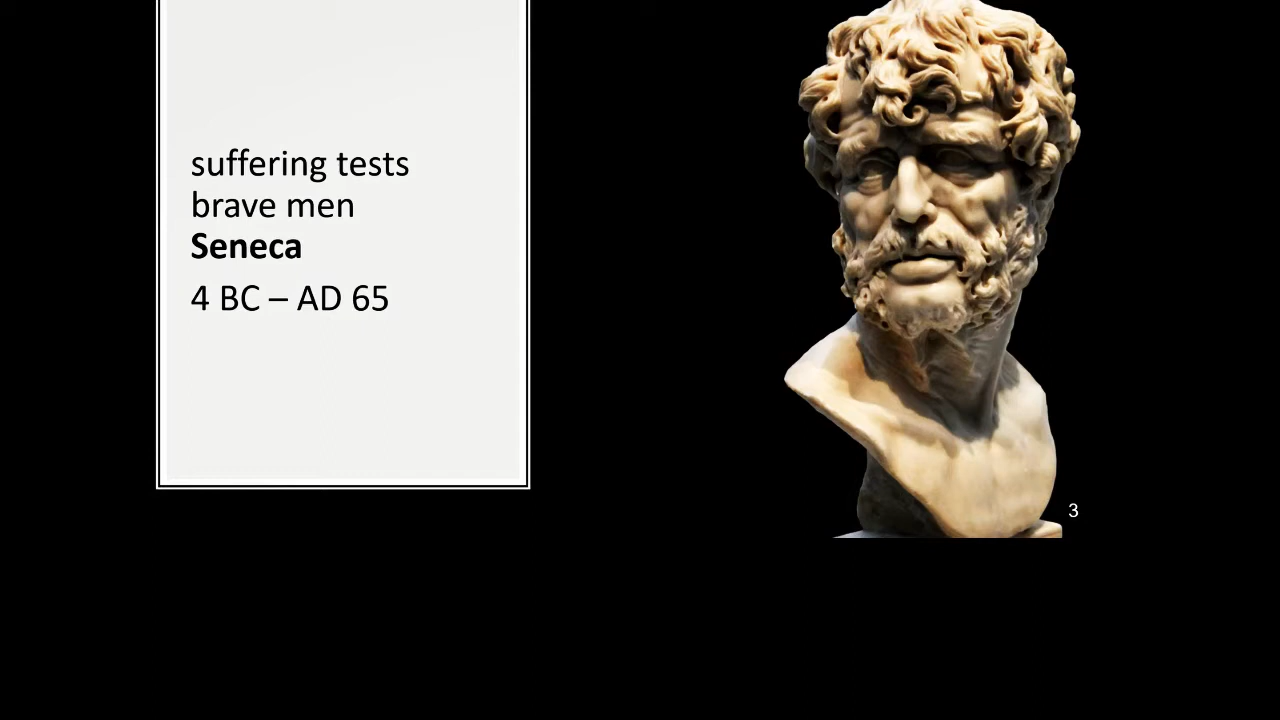 suffering tests
brave men
Seneca
4 BC – AD 65
3